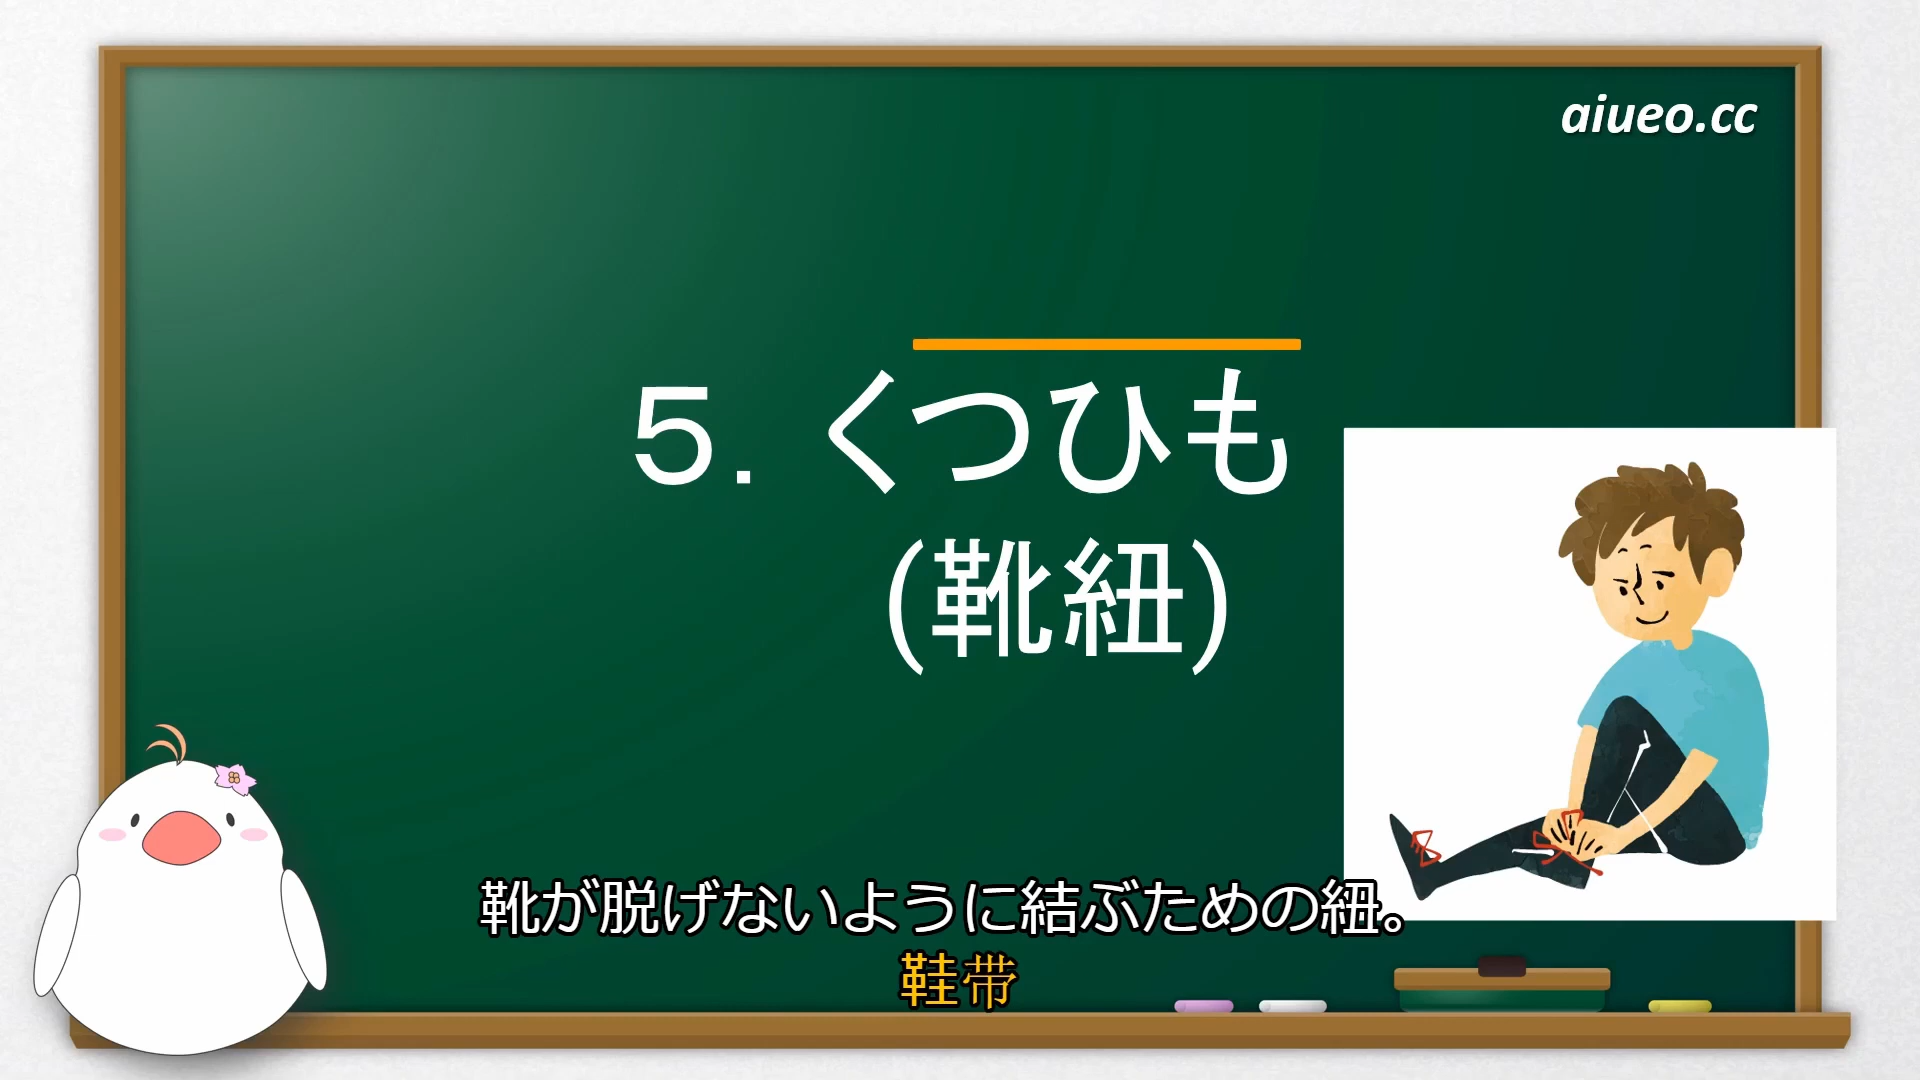 aiueo.cc
5. くつひも
(靴紐)
靴が脱げないように結ぶための紐。
鞋带